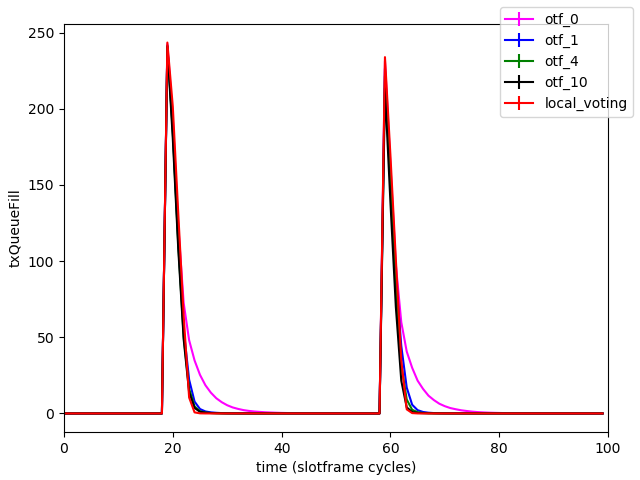 otf_0
otf_1
otf_4
otf_10
local_voting
250
200
150
100
50
0
txQueueFill
0 20 40 60 80 100
time (slotframe cycles)